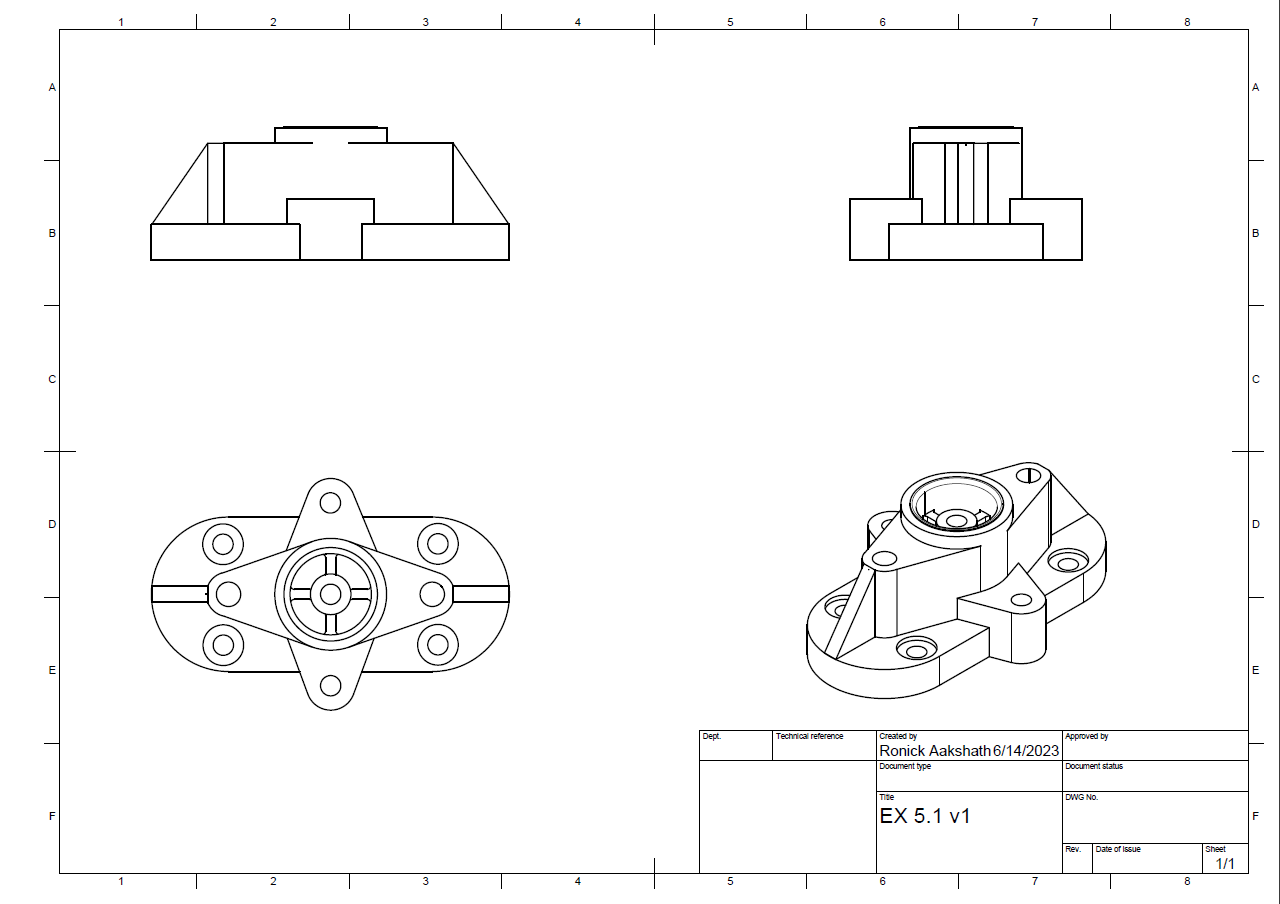 1 2 3 4 5 6 7 8
A A
B B
C C
D D
E E
Dept. Technical reference Created by Approved by
Ronick Aakshath 6/14/2023
Document type Document status
Title DWG No.
EX 5.1 v1
F F
Rev. Date of issue Sheet
1/1
1 2 3 4 5 6 7 8